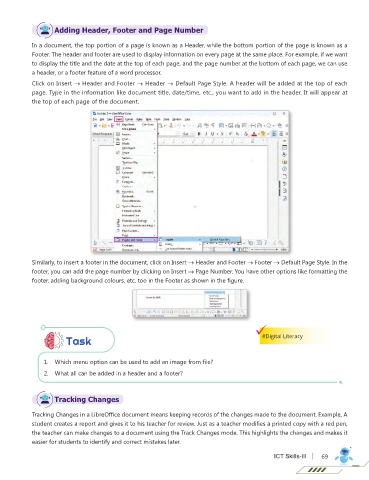 Adding Header, Footer and Page Number
In a document, the top portion of a page is known as a Header, while the bottom portion of the page is known as a
Footer. The header and footer are used to display information on every page at the same place. For example, if we want
to display the title and the date at the top of each page, and the page number at the bottom of each page, we can use
a header, or a footer feature of a word processor.
Click on Insert → Header and Footer → Header → Default Page Style. A header will be added at the top of each
page. Type in the information like document title, date/time, etc., you want to add in the header. It will appear at
the top of each page of the document.
Similarly, to insert a footer in the document, click on Insert → Header and Footer → Footer → Default Page Style. In the
footer, you can add the page number by clicking on Insert → Page Number. You have other options like formatting the
footer, adding background colours, etc. too in the Footer as shown in the figure.
Task
#Digital Literacy
1. Which menu option can be used to add an image from file?
2. What all can be added in a header and a footer?
Tracking Changes
Tracking Changes in a LibreOffice document means keeping records of the changes made to the document. Example, A
student creates a report and gives it to his teacher for review. Just as a teacher modifies a printed copy with a red pen,
the teacher can make changes to a document using the Track Changes mode. This highlights the changes and makes it
easier for students to identify and correct mistakes later.
ICT Skills-III | 69